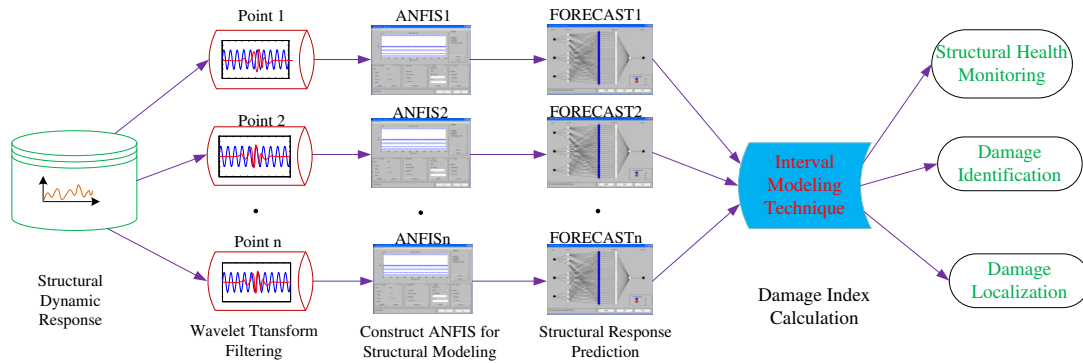 Point 1
ANFIS1
FORECAST1
Point 2
ANFIS2
FORECAST2
Point n
ANFISn
FORECASTn
Structural
Dynamic
Response
Wavelet Ttansform
Filtering
Construct ANFIS for
Structural Modeling
Structural Response
Prediction
Interval
Modeling
Technique
Damage Index
Calculation
Structural Health
Monitoring
Damage
Identification
Damage
Localization